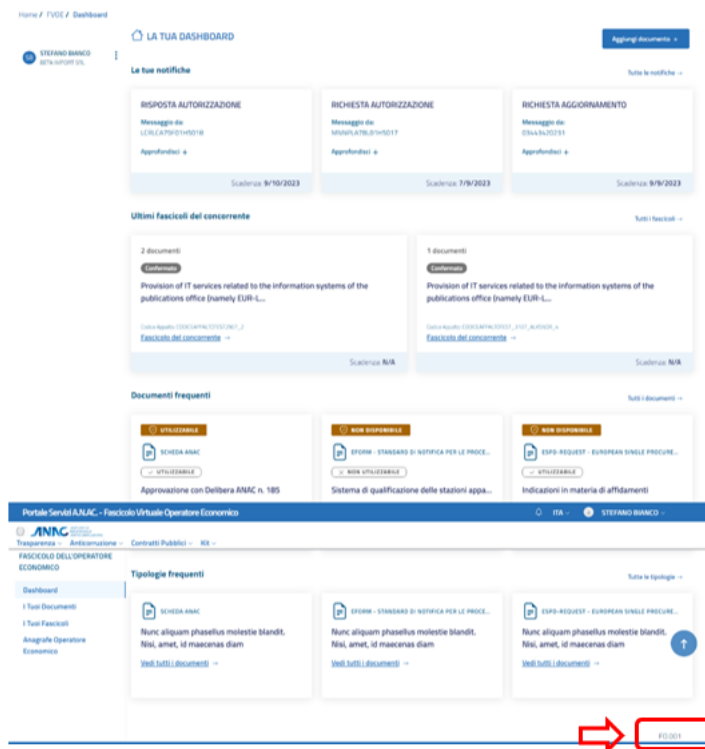 Home / FVOE / Dashboard
LA TUA DASHBOARD
Aggiungi documento +
SB STEFANO BIANCO
BETA IMPORT SRL
Le tue notifiche
Tutte le notifiche →
RISPOSTA AUTORIZZAZIONE
Messaggio da:
Approfondisci +
Scadenza: 9/10/2023
RICHIESTA AUTORIZZAZIONE
Messaggio da:
Approfondisci +
Scadenza: 7/9/2023
RICHIESTA AGGIORNAMENTO
Messaggio da:
03443420231
Approfondisci +
Scadenza: 9/9/2023
Ultimi fascicoli del concorrente
Tutti i fascicoli →
2 documenti
Confermato
Provision of IT services related to the information systems of the
publications office (namely EUR-L...
Fascicolo del concorrente →
Scadenza: N/A
1 documenti
Confermato
Provision of IT services related to the information systems of the
publications office (namely EUR-L...
Fascicolo del concorrente →
Scadenza: N/A
Documenti frequenti
Tutti i documenti →
UTILIZZABILE
SCHEDA ANAC
UTILIZZABILE
Approvazione con Delibera ANAC n. 185
NON DISPONIBILE
EFORM - STANDARD DI NOTIFICA PER LE PROCE...
NON UTILIZZABILE
Sistema di qualificazione delle stazioni appa...
NON DISPONIBILE
ESPD-REQUEST - EUROPEAN SINGLE PROCURE...
UTILIZZABILE
Indicazioni in materia di affidamenti
Portale Servizi A.N.AC. - Fascicolo Virtuale Operatore Economico
ITA
STEFANO BIANCO
ANAC
Trasparenza
Anticorruzione
Contratti Pubblici
Kit
FASCICOLO DELL'OPERATORE
ECONOMICO
Dashboard
I Tuoi Documenti
I Tuoi Fascicoli
Anagrafe Operatore
Economico
Tipologie frequenti
Tutte le tipologie →
SCHEDA ANAC
Nunc aliquam phasellus molestie blandit.
Nisi, amet, id maecenas diam
Vedi tutti i documenti →
EFORM - STANDARD DI NOTIFICA PER LE PROCE...
Nunc aliquam phasellus molestie blandit.
Nisi, amet, id maecenas diam
Vedi tutti i documenti →
ESPD-REQUEST - EUROPEAN SINGLE PROCURE...
Nunc aliquam phasellus molestie blandit.
Nisi, amet, id maecenas diam
Vedi tutti i documenti →
FO.001